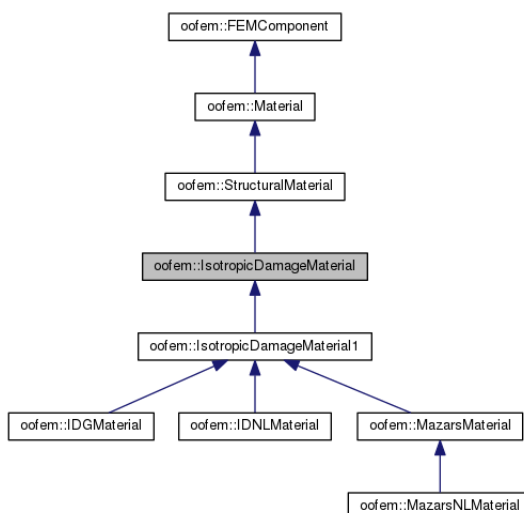 oofem::FEMComponent
oofem::Material
oofem::StructuralMaterial
oofem::IsotropicDamageMaterial
oofem::IsotropicDamageMaterial1
oofem::IDGMaterial
oofem::IDNLMaterial
oofem::MazarsMaterial
oofem::MazarsNLMaterial